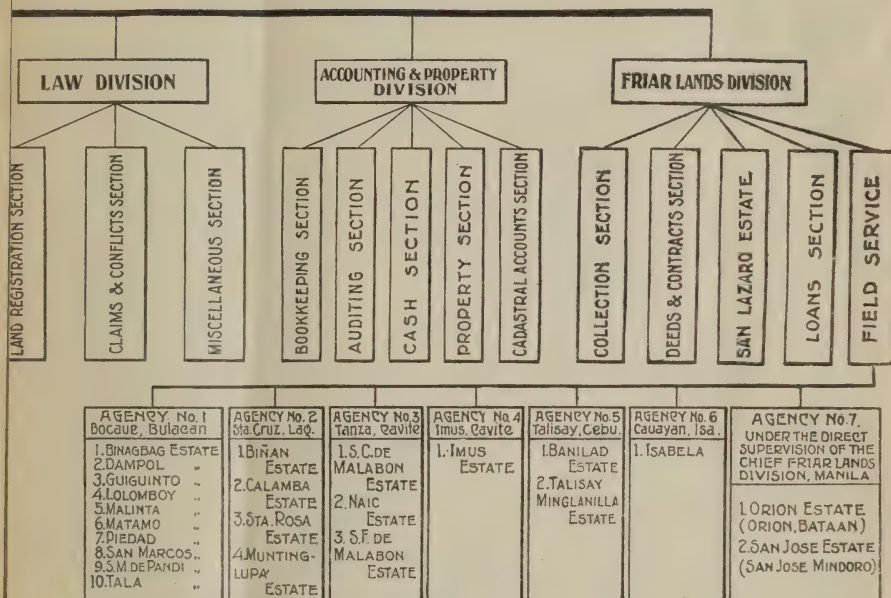 LAW DIVISION
ACCOUNTING & PROPERTY
DIVISION
FRIAR LANDS DIVISION
LAND REGISTRATION SECTION
CLAIMS & CONFLICTS SECTION
MISCELLANEOUS SECTION
BOOKKEEPING SECTION
AUDITING SECTION
CASH SECTION
PROPERTY SECTION
CADASTRAL ACCOUNTS SECTION
COLLECTION SECTION
DEEDS & CONTRACTS SECTION
SAN LAZARO ESTATE
LOANS SECTION
FIELD SERVICE
AGENCY No. 1
Bocaue, Bulacan
1. BINAGBAG ESTATE
2. DAMPOL „
3. GUIGUINTO „
4. LOLOMBOY „
5. MALINTA „
6. MATAMO „
7. PIEDAD „
8. SAN MARCOS „
9. S.M. DE PANDI „
10. TALA „
AGENCY No. 2
Sta. Cruz, Lag.
1. BIÑAN
ESTATE
2. CALAMBA
ESTATE
3. STA. ROSA
ESTATE
4. MUNTING-
LUPA
ESTATE
AGENCY No. 3
Tanza, Cavite
1. S.C. DE
MALABON
ESTATE
2. NAIC
ESTATE
3. S.F. DE
MALABON
ESTATE
AGENCY No. 4
Imus, Cavite
1. IMUS
ESTATE
AGENCY No. 5
Talisay, Cebu.
1. BANILAD
ESTATE
2. TALISAY
MINGLANILLA
ESTATE
AGENCY No. 6
Cauayan, Isa.
1. ISABELA
AGENCY No. 7.
UNDER THE DIRECT
SUPERVISION OF THE
CHIEF FRIAR LANDS
DIVISION, MANILA
1. ORION ESTATE
(ORION, BATAAN)
2. SAN JOSE ESTATE
(SAN JOSE MINDORO)